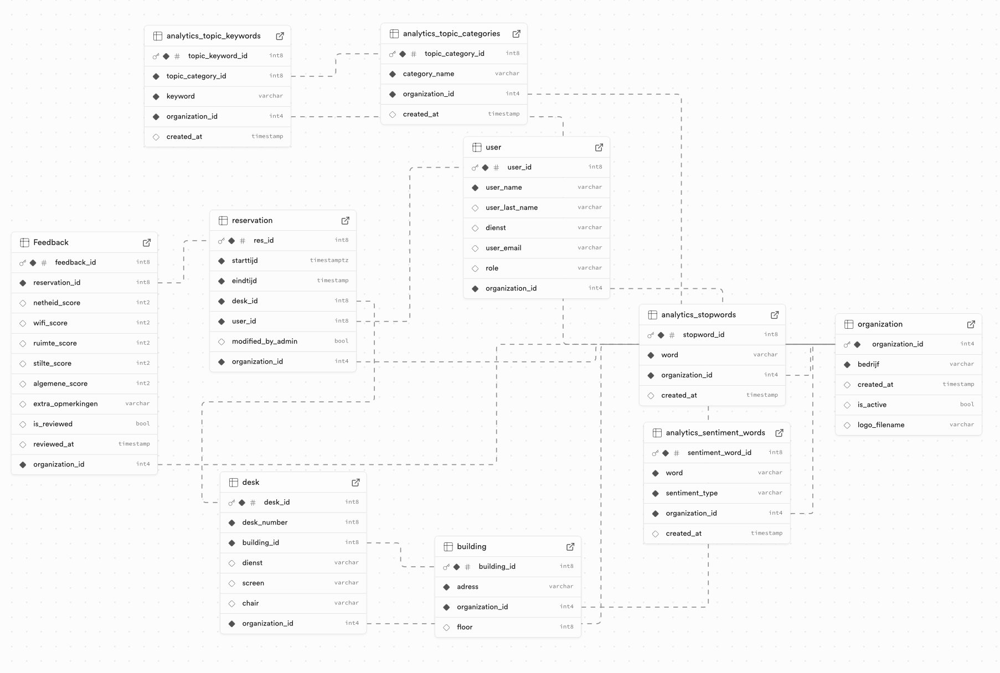 analytics_topic_keywords
# topic_keyword_id int8
topic_category_id int8
keyword varchar
organization_id int4
created_at timestamp
analytics_topic_categories
# topic_category_id int8
category_name varchar
organization_id int4
created_at timestamp
user
# user_id int8
user_name varchar
user_last_name varchar
dienst varchar
user_email varchar
role varchar
organization_id int4
reservation
# res_id int8
starttijd timestamptz
eindtijd timestamp
desk_id int8
user_id int8
modified_by_admin bool
organization_id int4
Feedback
# feedback_id int8
reservation_id int8
netheid_score int2
wifi_score int2
ruimte_score int2
stilte_score int2
algemene_score int2
extra_opmerkingen varchar
is_reviewed bool
reviewed_at timestamp
organization_id int4
analytics_stopwords
# stopword_id int8
word varchar
organization_id int4
created_at timestamp
organization
organization_id int4
bedrijf varchar
created_at timestamp
is_active bool
logo_filename varchar
analytics_sentiment_words
# sentiment_word_id int8
word varchar
sentiment_type varchar
organization_id int4
created_at timestamp
desk
# desk_id int8
desk_number int8
building_id int8
dienst varchar
screen varchar
chair varchar
organization_id int4
building
# building_id int8
adress varchar
organization_id int4
floor int8